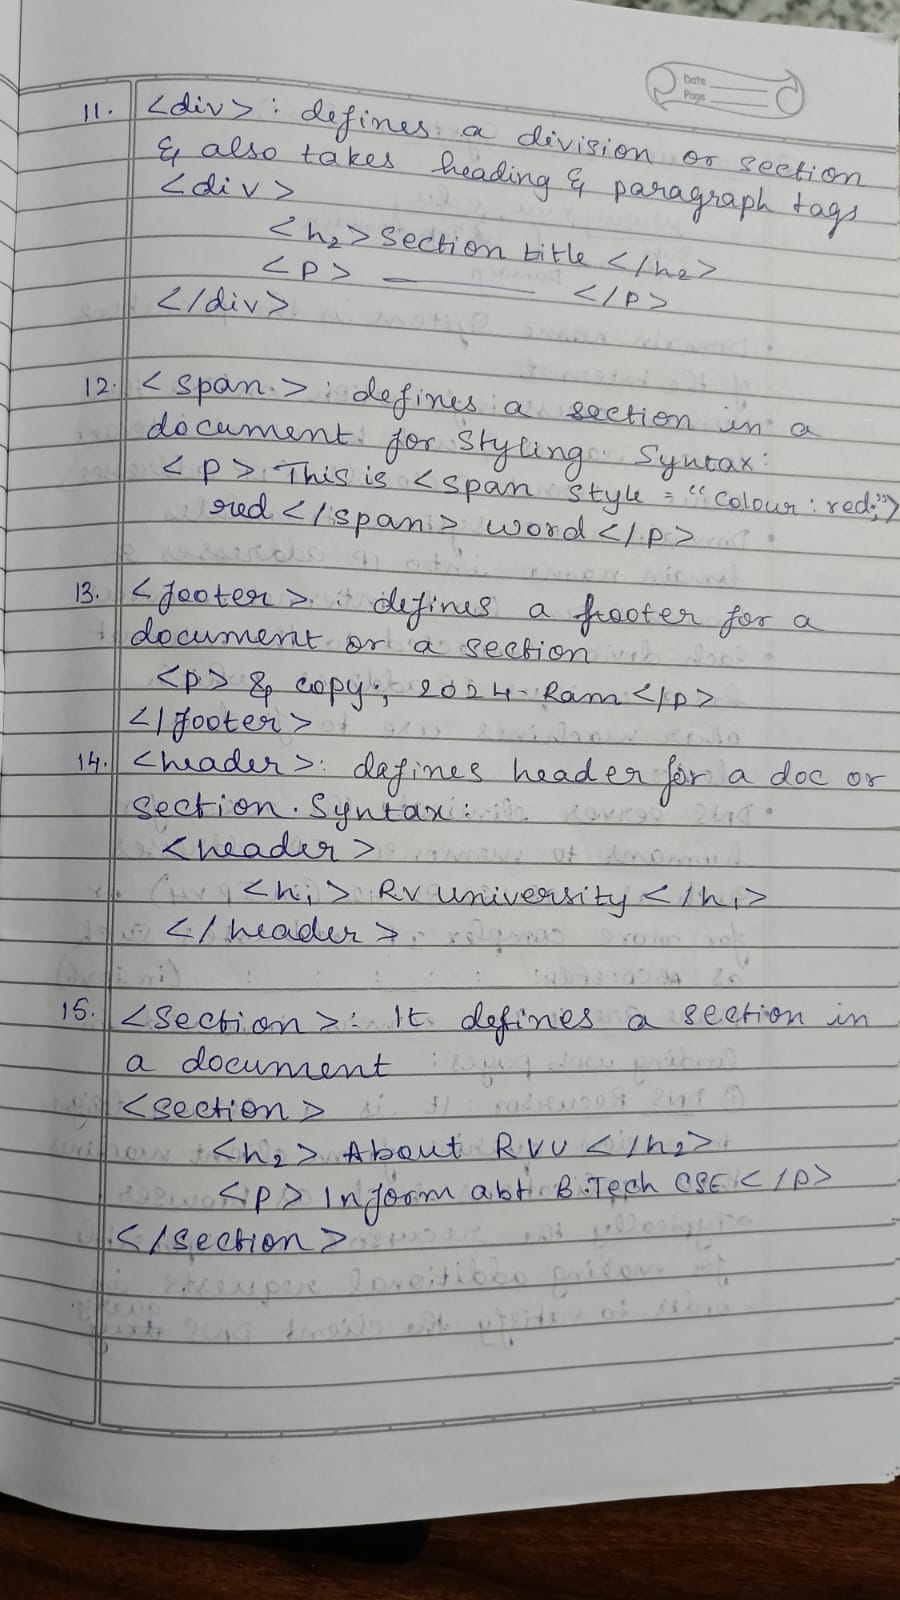 Date
Page
11. <div> : defines a division or section
& also takes heading & paragraph tags
<div>
<h2> Section title </h2>
<p> ________ </p>
</div>
12. <span> : defines a section in a
document for styling. Syntax:
<p> This is <span style = "colour : red;">
red </span> word </p>
13. <footer> : defines a footer for a
document or a section
<p> & copy; 2024- Ram </p>
</footer>
14. <header> : defines header for a doc or
section. Syntax:
<header>
<h1> RV University </h1>
</header>
15. <section> : It defines a section in
a document
<section>
<h2> About RVU </h2>
<p> Inform abt B.Tech CSE </p>
</section>